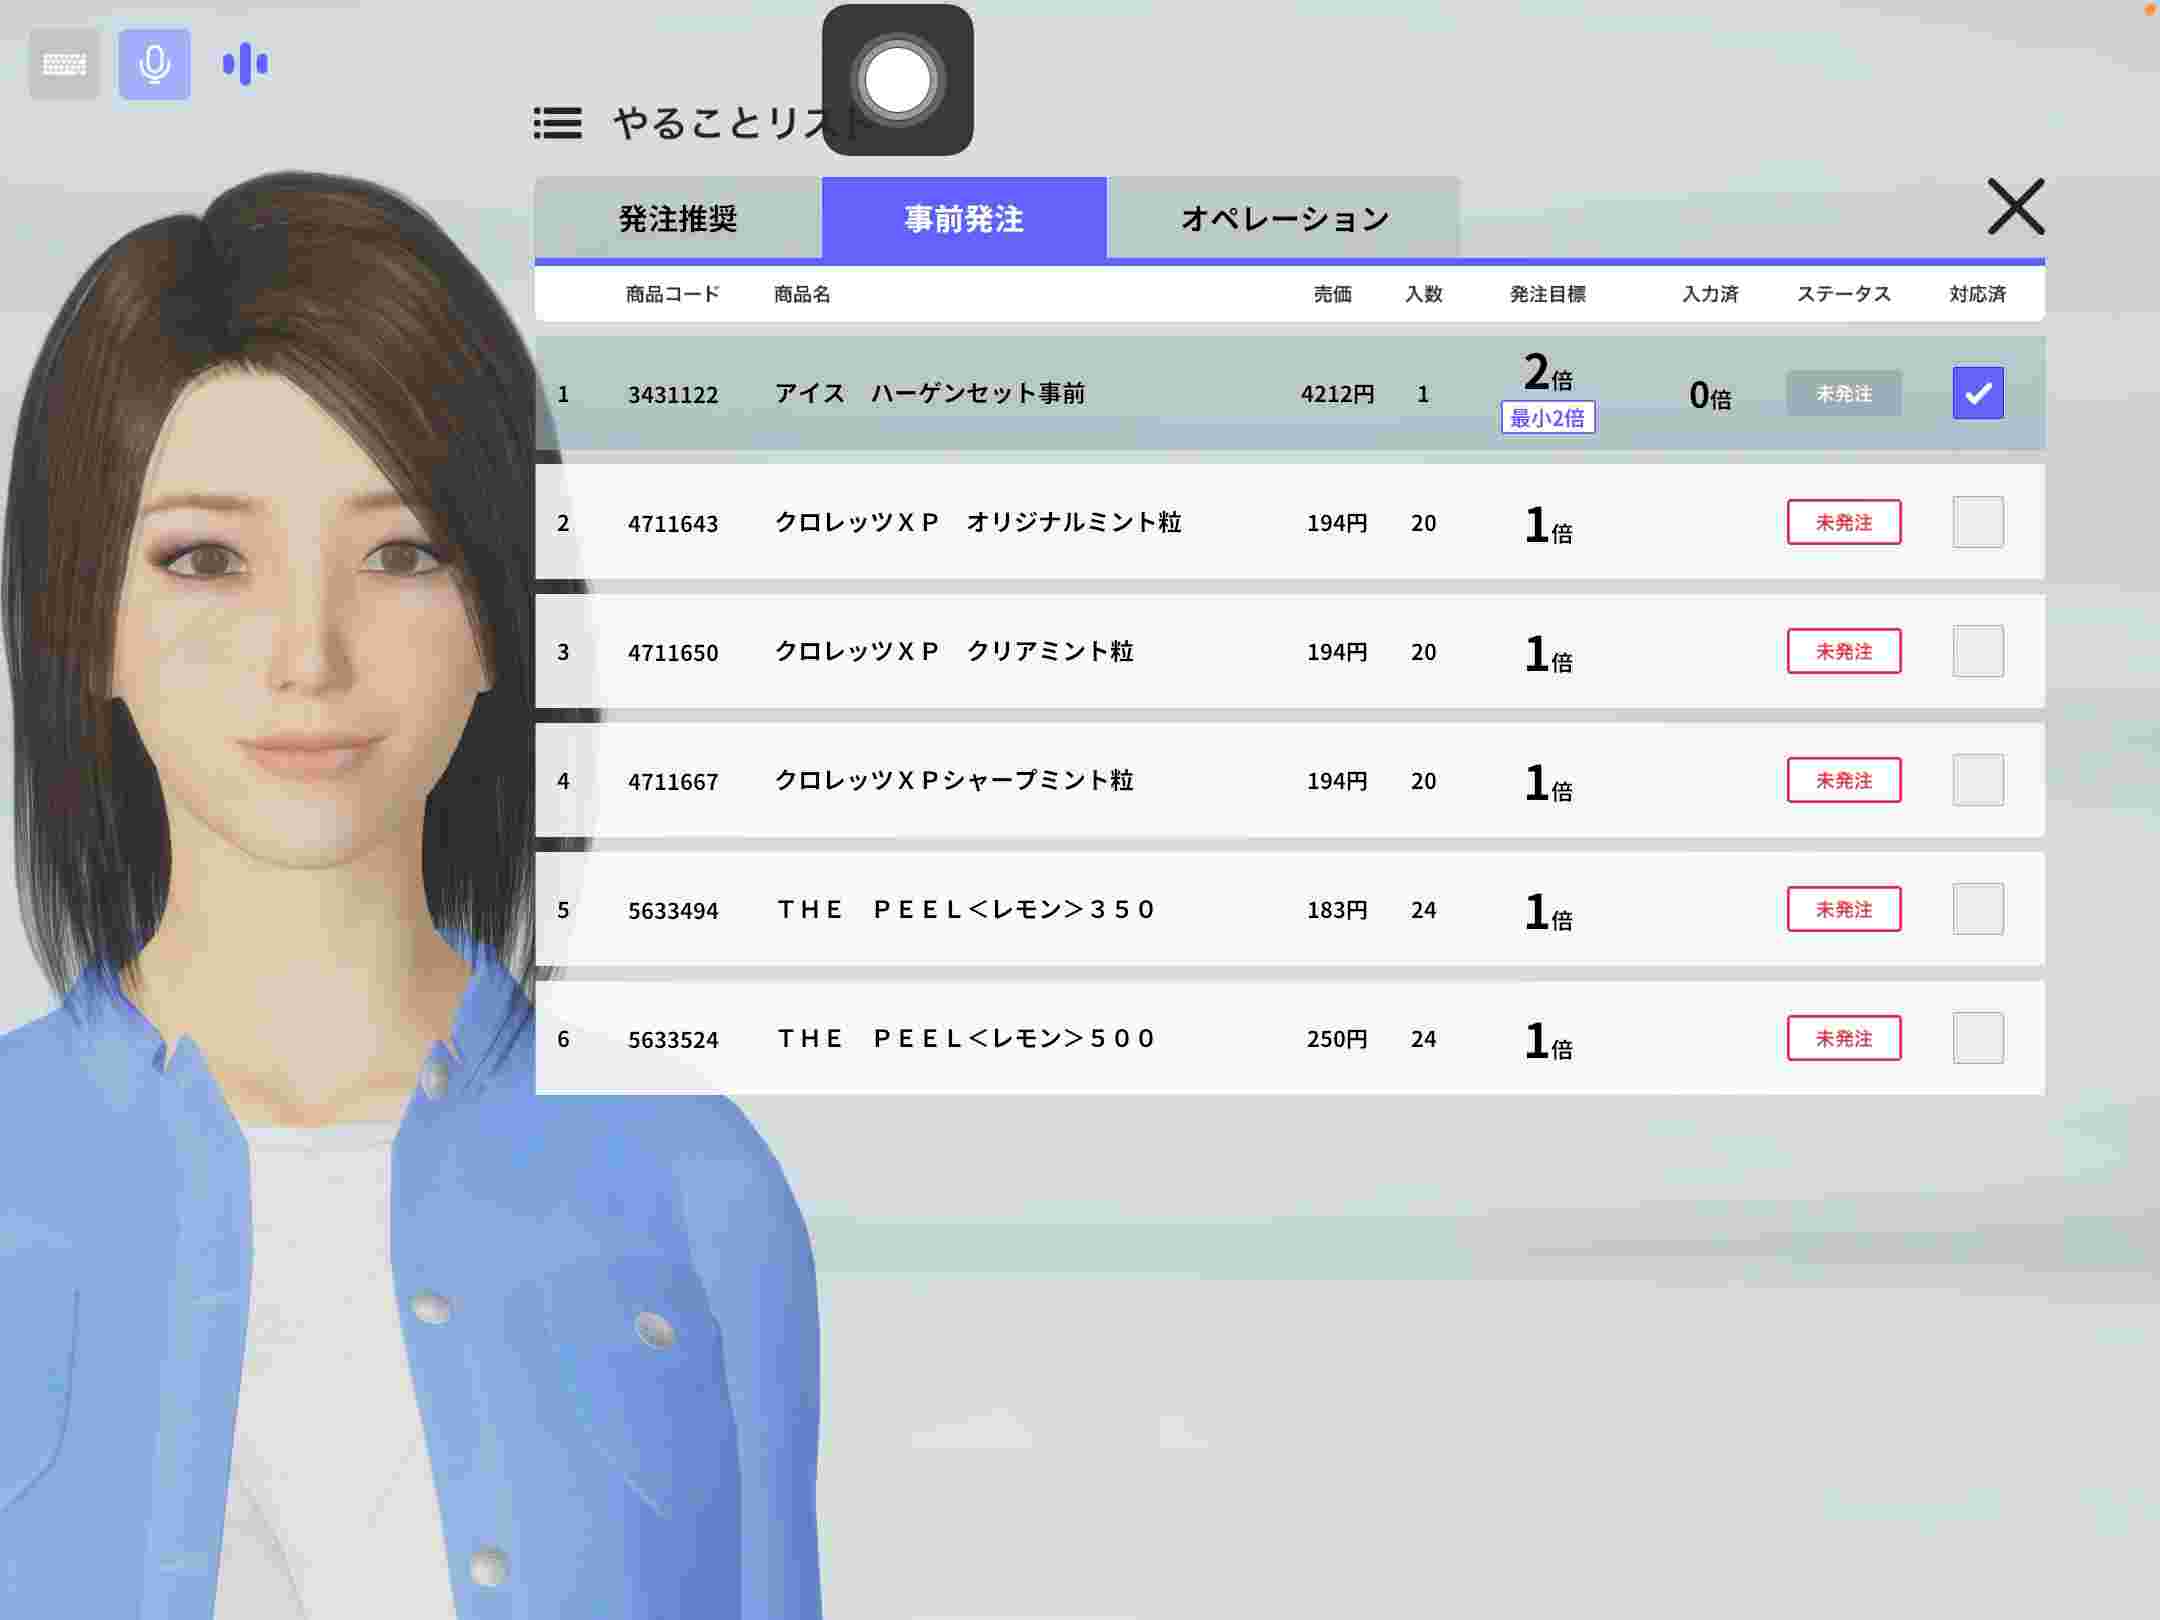 やることリスト
発注推奨 事前発注 オペレーション
商品コード 商品名 売価 入数 発注目標 入力済 ステータス 対応済
1 3431122 アイス　ハーゲンセット事前 4212円 1 2倍 最小2倍 0倍 未発注
2 4711643 クロレッツＸＰ　オリジナルミント粒 194円 20 1倍 未発注
3 4711650 クロレッツＸＰ　クリアミント粒 194円 20 1倍 未発注
4 4711667 クロレッツＸＰシャープミント粒 194円 20 1倍 未発注
5 5633494 ＴＨＥ　ＰＥＥＬ＜レモン＞３５０ 183円 24 1倍 未発注
6 5633524 ＴＨＥ　ＰＥＥＬ＜レモン＞５００ 250円 24 1倍 未発注